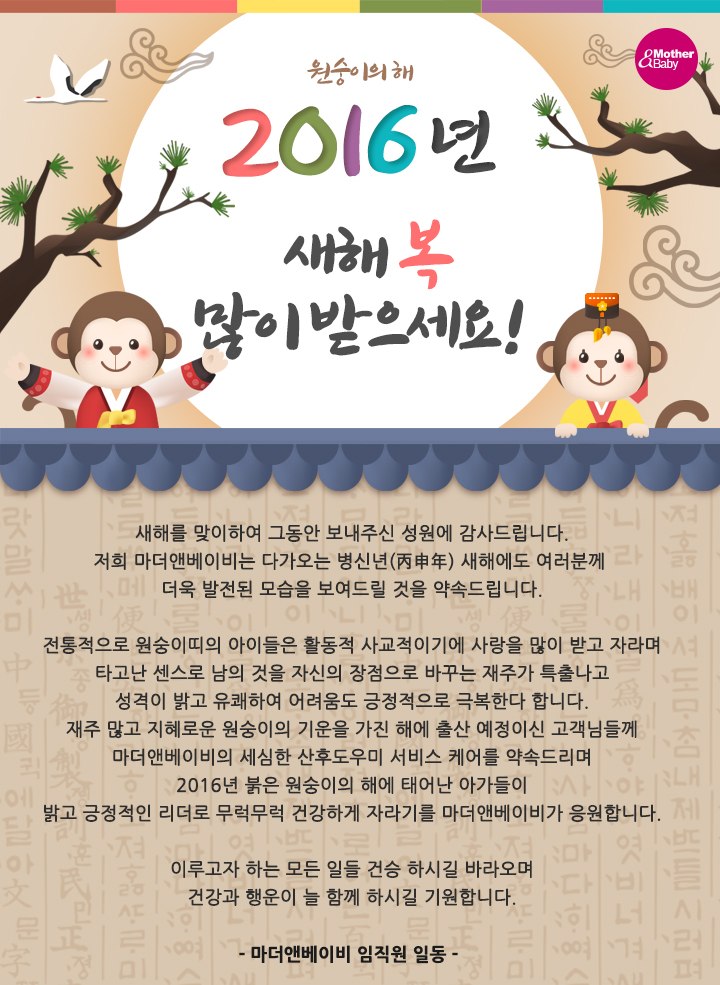 원숭이의 해
Mother
&Baby
2016년
새해 복
많이 받으세요!
새해를 맞이하여 그동안 보내주신 성원에 감사드립니다.
저희 마더앤베이비는 다가오는 병신년(丙申年) 새해에도 여러분께
더욱 발전된 모습을 보여드릴 것을 약속드립니다.
전통적으로 원숭이띠의 아이들은 활동적 사교적이기에 사랑을 많이 받고 자라며
타고난 센스로 남의 것을 자신의 장점으로 바꾸는 재주가 특출나고
성격이 밝고 유쾌하여 어려움도 긍정적으로 극복한다 합니다.
재주 많고 지혜로운 원숭이의 기운을 가진 해에 출산 예정이신 고객님들께
마더앤베이비의 세심한 산후도우미 서비스 케어를 약속드리며
2016년 붉은 원숭이의 해에 태어난 아가들이
밝고 긍정적인 리더로 무럭무럭 건강하게 자라기를 마더앤베이비가 응원합니다.
이루고자 하는 모든 일들 건승 하시길 바라오며
건강과 행운이 늘 함께 하시길 기원합니다.
- 마더앤베이비 임직원 일동 -